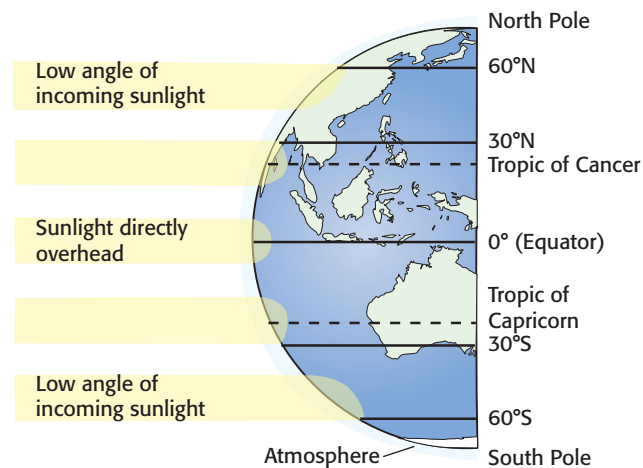 North Pole
Low angle of
incoming sunlight
60°N
30°N
Tropic of Cancer
Sunlight directly
overhead
0° (Equator)
Tropic of
Capricorn
30°S
Low angle of
incoming sunlight
60°S
Atmosphere
South Pole